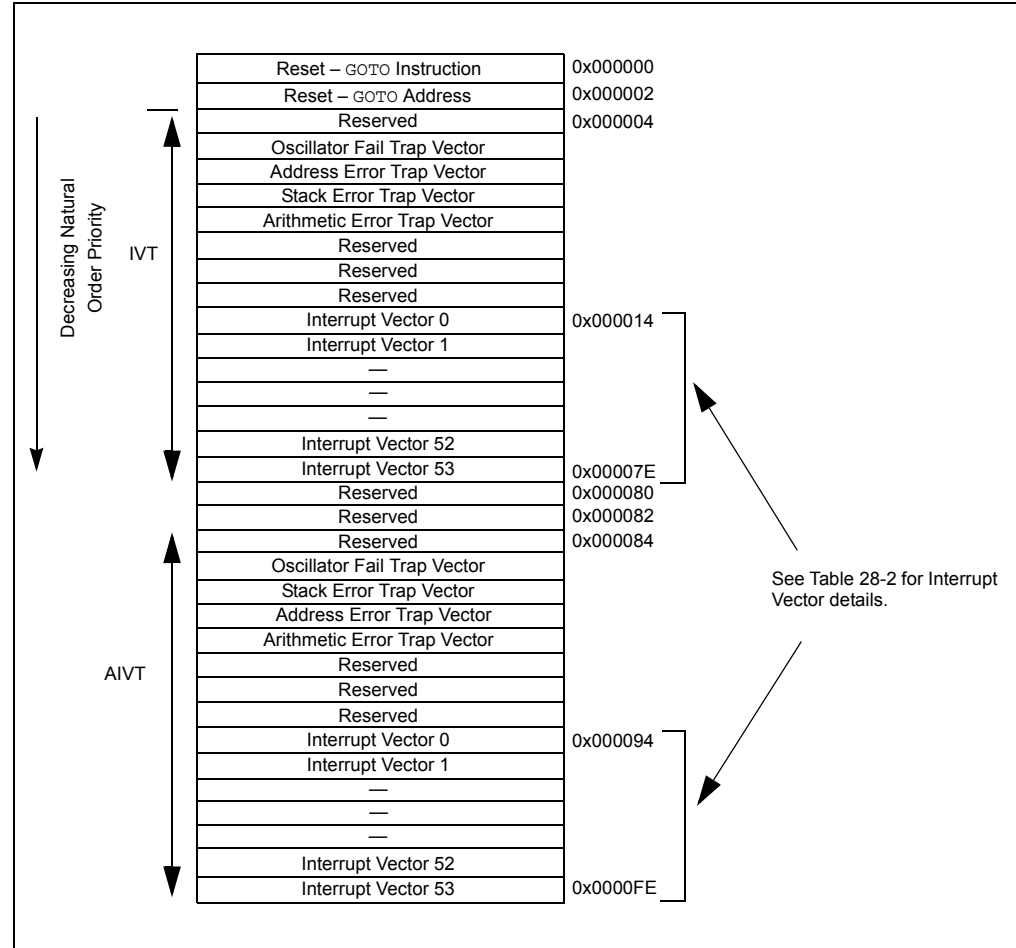 Reset – GOTO Instruction 0x000000
Reset – GOTO Address 0x000002
Reserved 0x000004
Oscillator Fail Trap Vector
Address Error Trap Vector
Stack Error Trap Vector
Arithmetic Error Trap Vector
Reserved
Reserved
Reserved
Interrupt Vector 0 0x000014
Interrupt Vector 1
—
—
—
Interrupt Vector 52
Interrupt Vector 53 0x00007E
Reserved 0x000080
Reserved 0x000082
Reserved 0x000084
Oscillator Fail Trap Vector
Stack Error Trap Vector
Address Error Trap Vector
Arithmetic Error Trap Vector
Reserved
Reserved
Reserved
Interrupt Vector 0 0x000094
Interrupt Vector 1
—
—
—
Interrupt Vector 52
Interrupt Vector 53 0x0000FE
Decreasing Natural
Order Priority
IVT
AIVT
See Table 28-2 for Interrupt
Vector details.